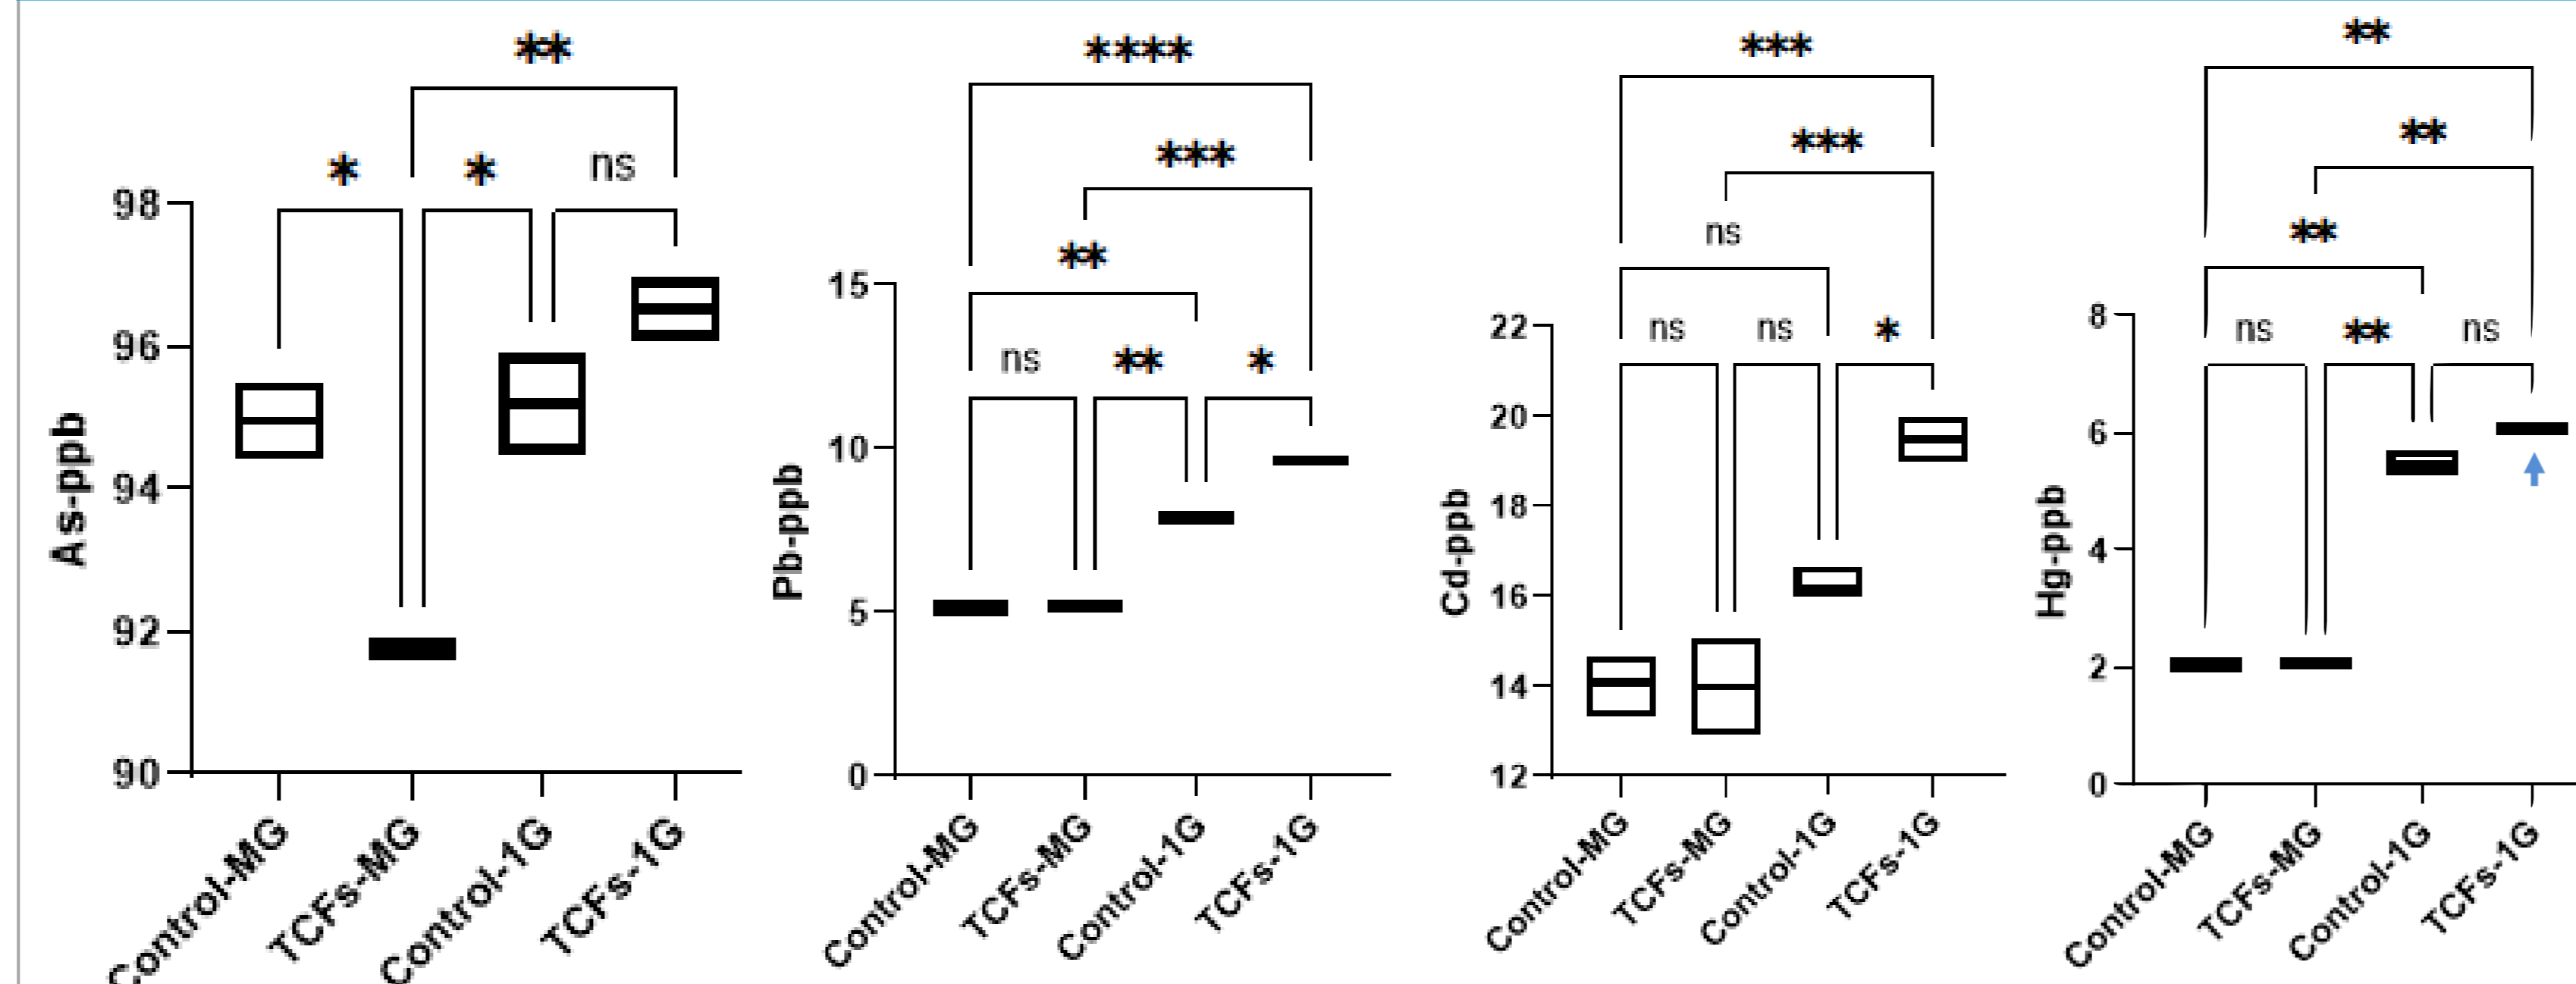 **
* * ns
98
96
94
92
90
As-ppb
Control-MG
TCFs-MG
Control-1G
TCFs-1G
****
***
**
ns ** *
15
10
5
0
Pb-ppb
Control-MG
TCFs-MG
Control-1G
TCFs-1G
***
***
ns
ns ns *
22
20
18
16
14
12
Cd-ppb
Control-MG
TCFs-MG
Control-1G
TCFs-1G
**
**
**
ns ** ns
8
6
4
2
0
Hg-ppb
Control-MG
TCFs-MG
Control-1G
TCFs-1G